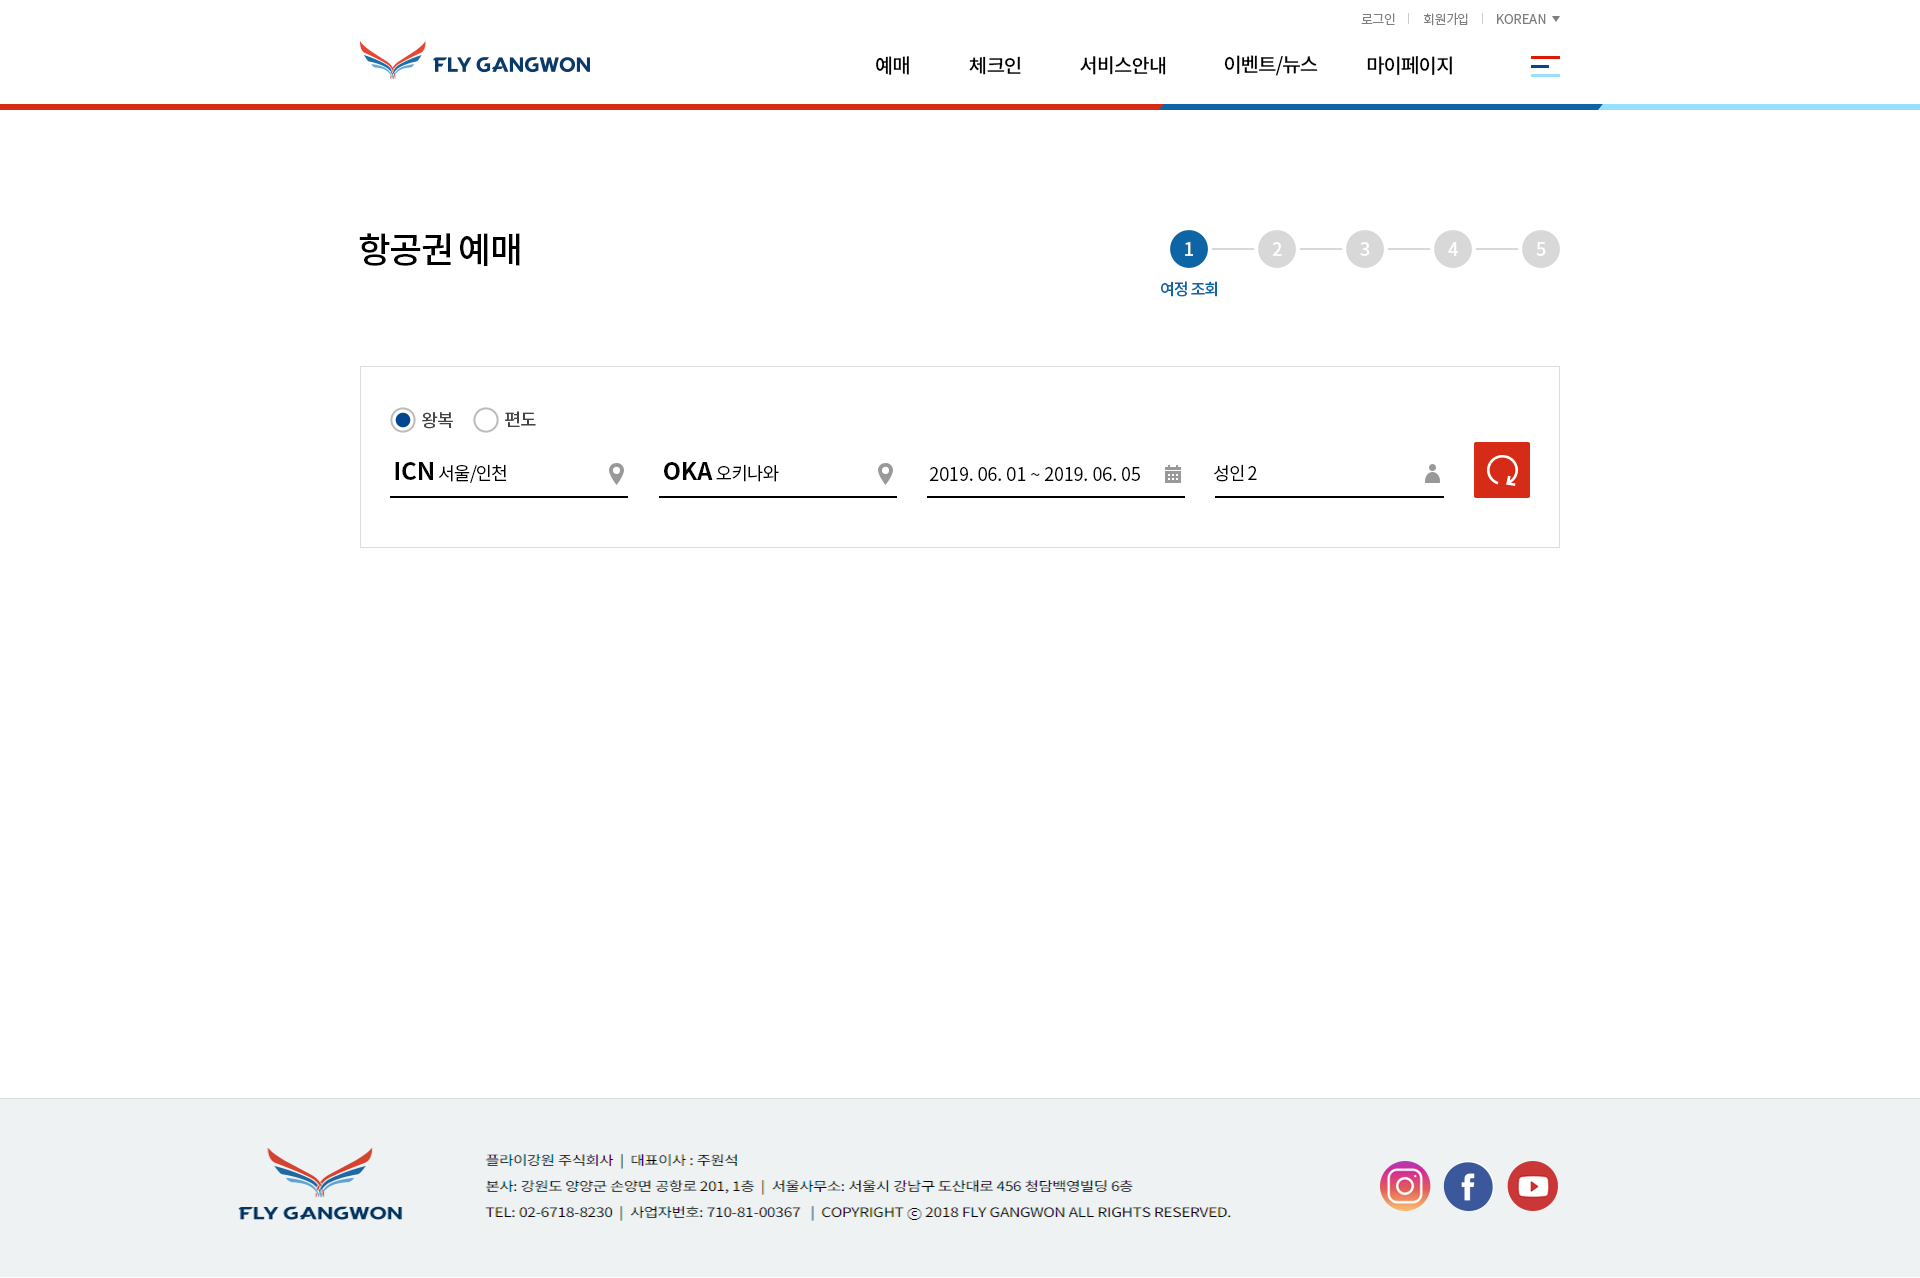 로그인 회원가입 KOREAN
FLY GANGWON 예매 체크인 서비스안내 이벤트/뉴스 마이페이지
항공권 예매
1 2 3 4 5
여정 조회
왕복 편도
ICN 서울/인천 OKA 오키나와 2019. 06. 01 ~ 2019. 06. 05 성인 2
플라이강원 주식회사 | 대표이사 : 주원석
본사: 강원도 양양군 손양면 공항로 201, 1층 | 서울사무소: 서울시 강남구 도산대로 456 청담백영빌딩 6층
FLY GANGWON
TEL: 02-6718-8230 | 사업자번호: 710-81-00367 | COPYRIGHT ⓒ 2018 FLY GANGWON ALL RIGHTS RESERVED.